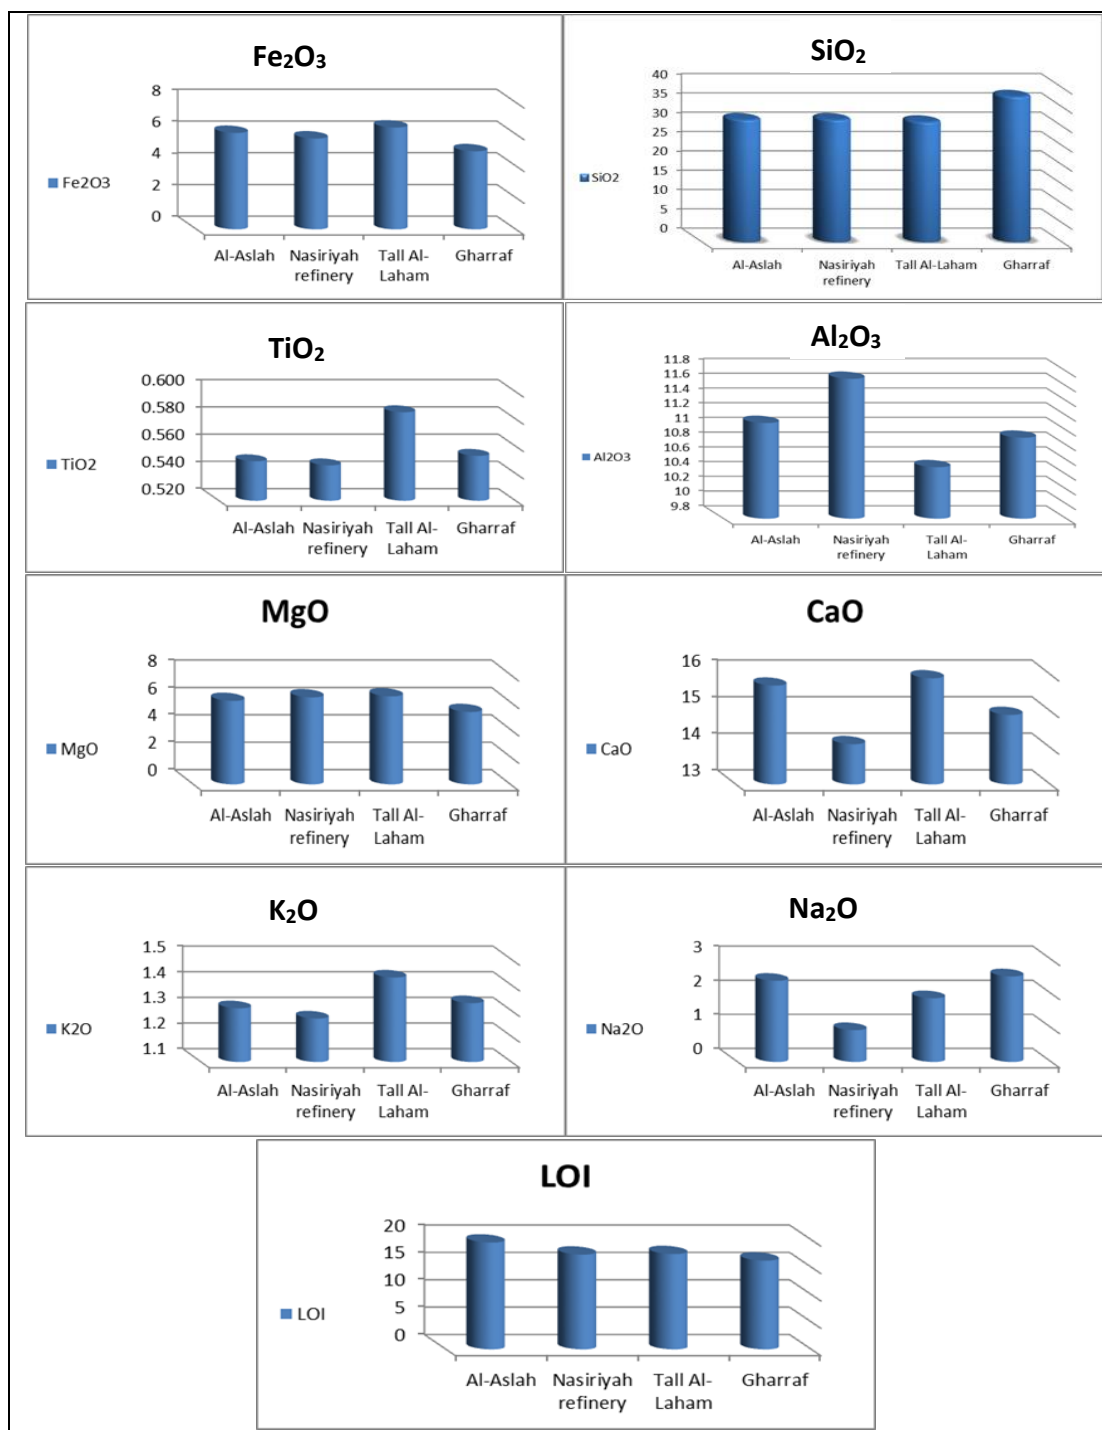 Fe₂O₃
8
6
4
2
0
Fe2O3
Al-Aslah Nasiriyah Tall Al- Gharraf
refinery Laham
SiO₂
40
35
30
25
20
15
10
5
0
SiO2
Al-Aslah Nasiriyah Tall Al-Laham Gharraf
refinery
TiO₂
0.600
0.580
0.560
0.540
0.520
TiO2
Al-Aslah Nasiriyah Tall Al- Gharraf
refinery Laham
Al₂O₃
11.8
11.6
11.4
11.2
11
10.8
10.6
10.4
10.2
10
9.8
Al2O3
Al-Aslah Nasiriyah Tall Al- Gharraf
refinery Laham
MgO
8
6
4
2
0
MgO
Al-Aslah Nasiriyah Tall Al- Gharraf
refinery Laham
CaO
16
15
14
13
CaO
Al-Aslah Nasiriyah Tall Al- Gharraf
refinery Laham
K₂O
1.5
1.4
1.3
1.2
1.1
K2O
Al-Aslah Nasiriyah Tall Al- Gharraf
refinery Laham
Na₂O
3
2
1
0
Na2O
Al-Aslah Nasiriyah Tall Al- Gharraf
refinery Laham
LOI
20
15
10
5
0
LOI
Al-Aslah Nasiriyah Tall Al- Gharraf
refinery Laham